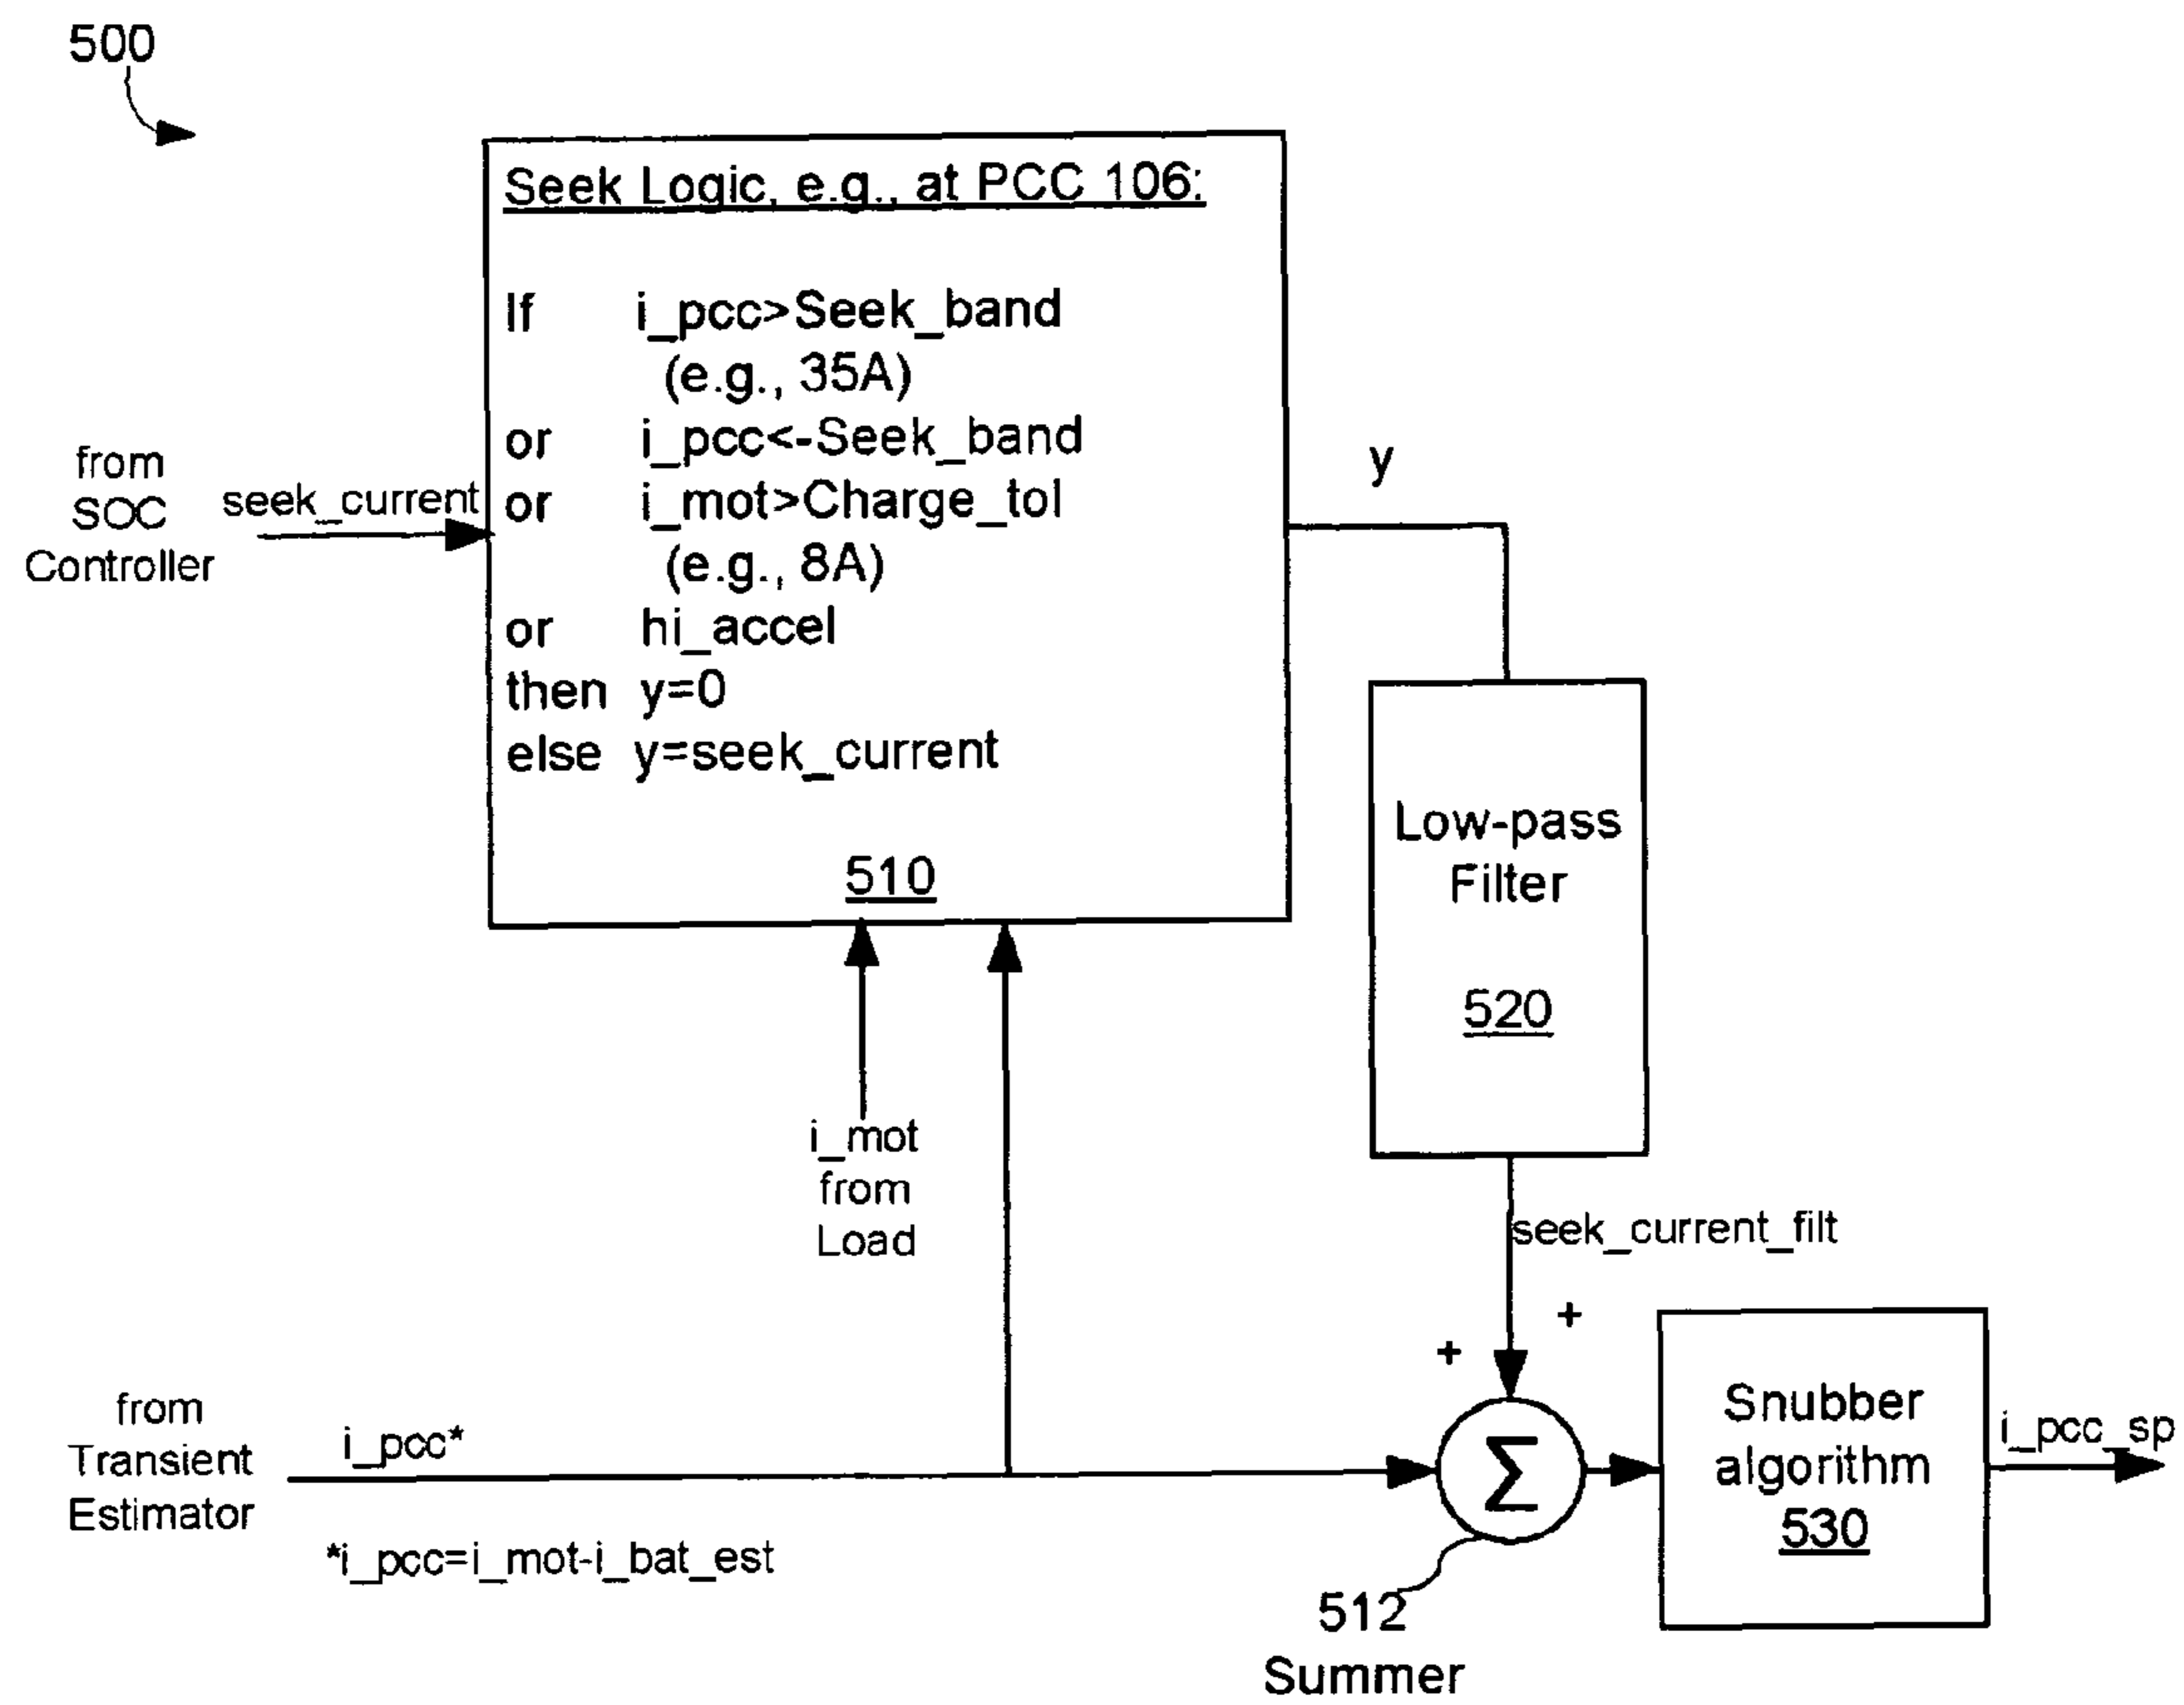 500
Seek Logic, e.g., at PCC 106:
If i_pcc>Seek_band
(e.g., 35A)
or i_pcc<-Seek_band
or i_mot>Charge_tol
(e.g., 8A)
or hi_accel
then y=0
else y=seek_current
510
from
SOC
Controller
seek_current
y
Low-pass
Filter
520
i_mot
from
Load
seek_current_filt
+
+
from
Transient
Estimator
i_pcc*
*i_pcc=i_mot-i_bat_est
Σ
512
Summer
Snubber
algorithm
530
i_pcc_sp